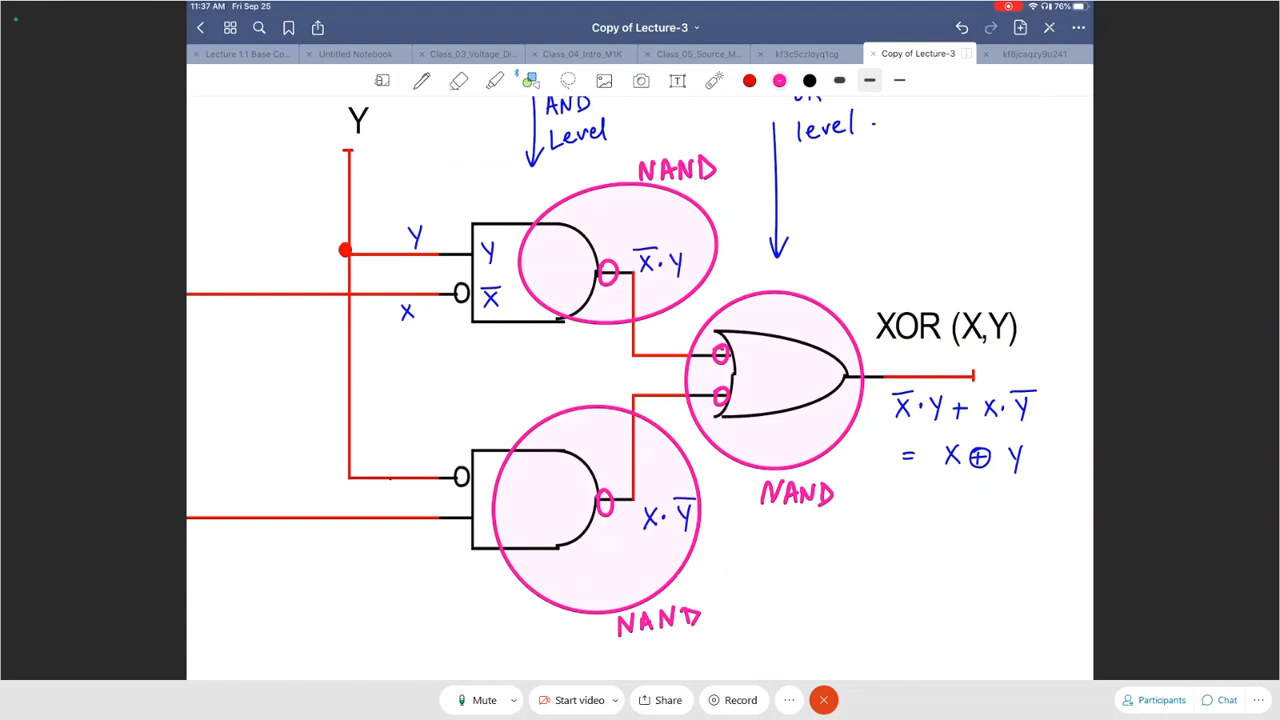 11:37 AM Fri Sep 25
76%
Copy of Lecture-3
Lecture 1.1 Base Co...
Untitled Notebook
Class_03_Voltage_Di...
Class_04_Intro_M1K
Class_05_Source_M...
kf3c5czloyq1cg
Copy of Lecture-3
kf8jcaqzy9u241
AND
Level
level .
Y
NAND
Y
Y
X̅·Y
X
X̅
XOR (X,Y)
X̅·Y + X·Y̅
= X ⊕ Y
NAND
X·Y̅
NAND
Mute
Start video
Share
Record
Participants
Chat